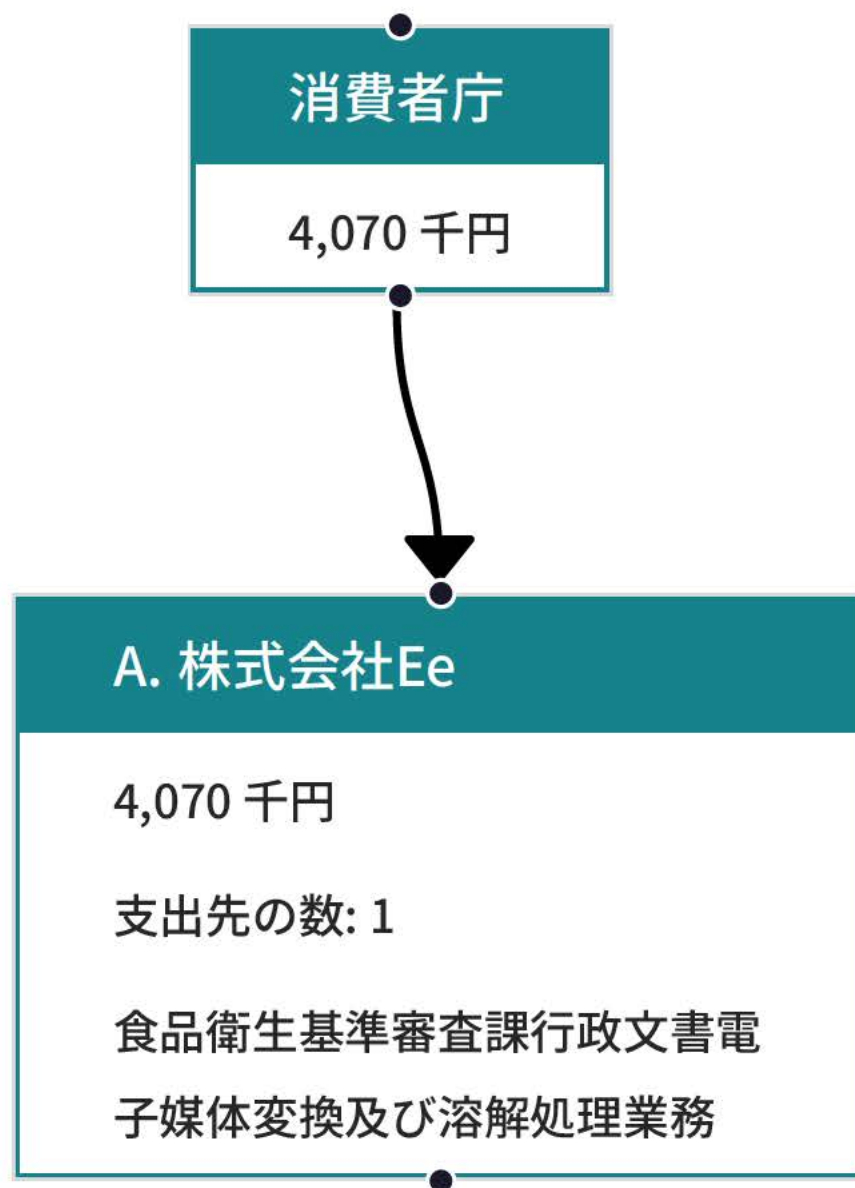 消費者庁
4,070 千円
A. 株式会社Ee
4,070 千円
支出先の数: 1
食品衛生基準審査課行政文書電
子媒体変換及び溶解処理業務